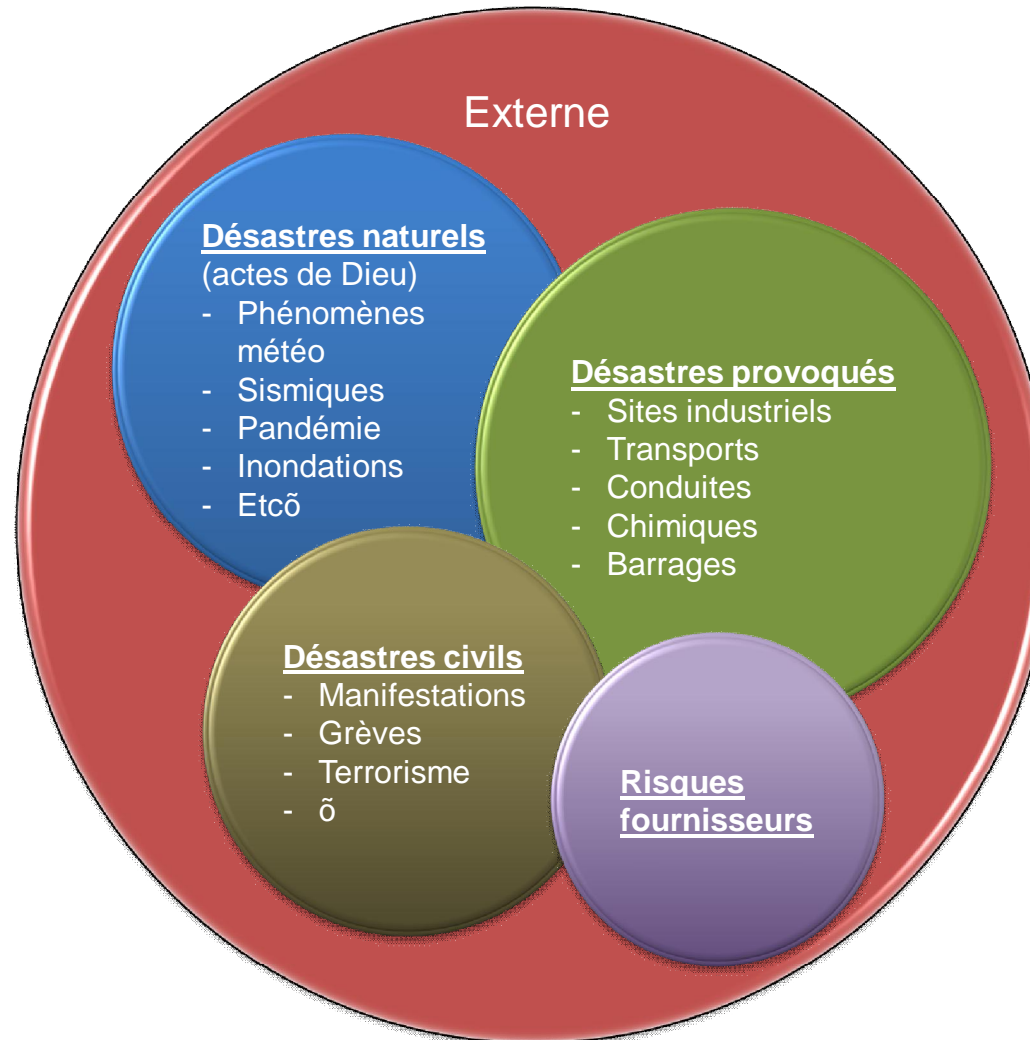 Externe
Désastres naturels
(actes de Dieu)
- Phénomènes
météo
- Sismiques
- Pandémie
- Inondations
- Etcõ
Désastres provoqués
- Sites industriels
- Transports
- Conduites
- Chimiques
- Barrages
Désastres civils
- Manifestations
- Grèves
- Terrorisme
- õ
Risques
fournisseurs